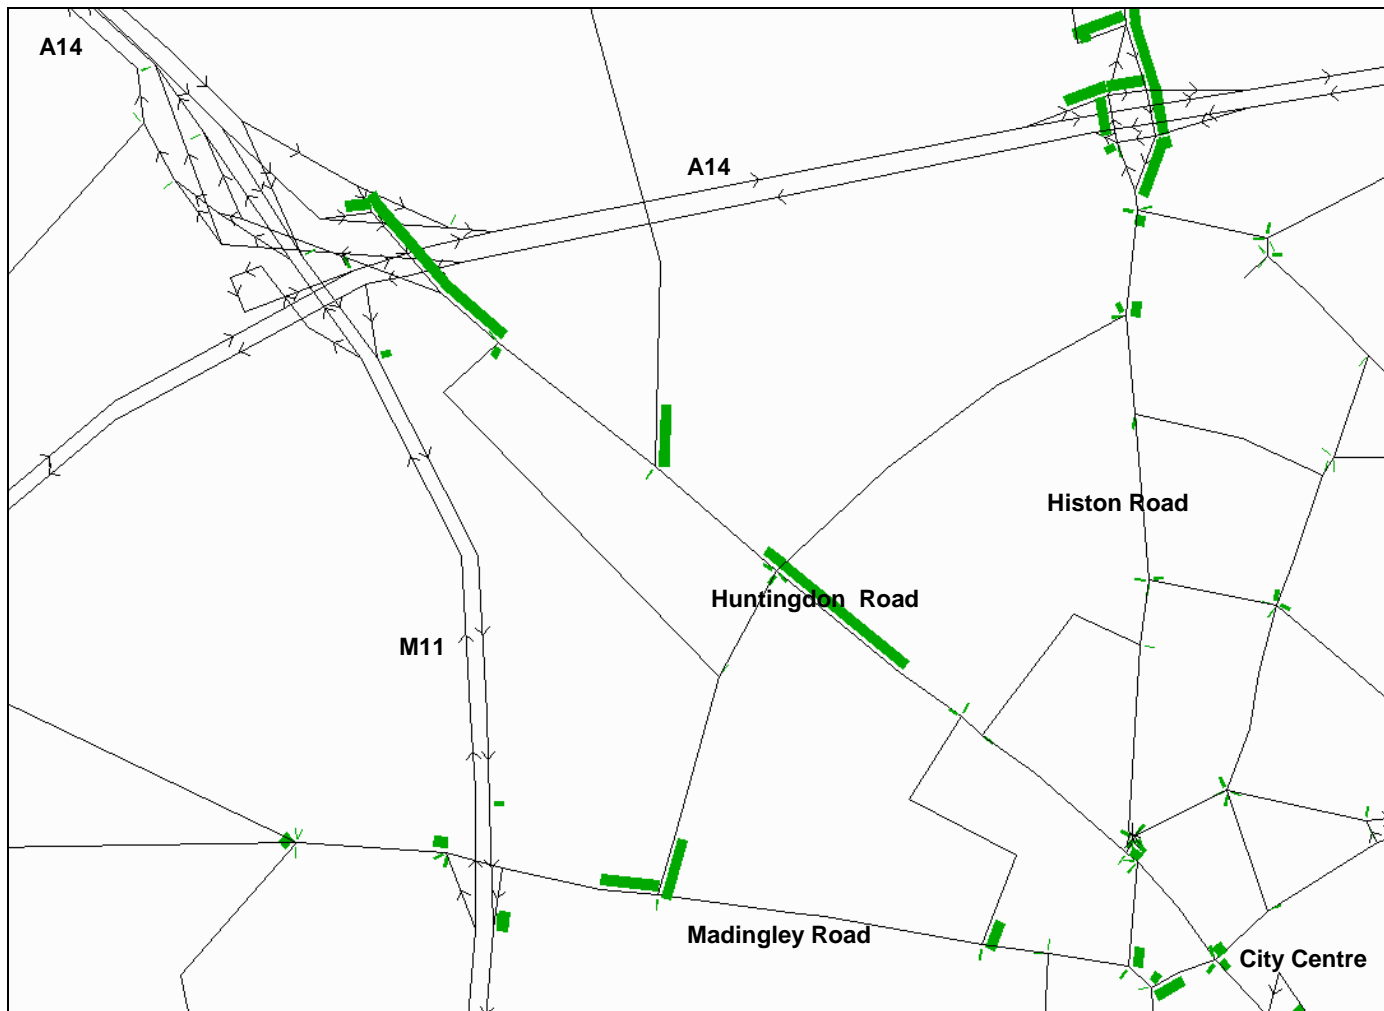 A14
A14
Histon Road
Huntingdon  Road
M11
Madingley Road
City Centre